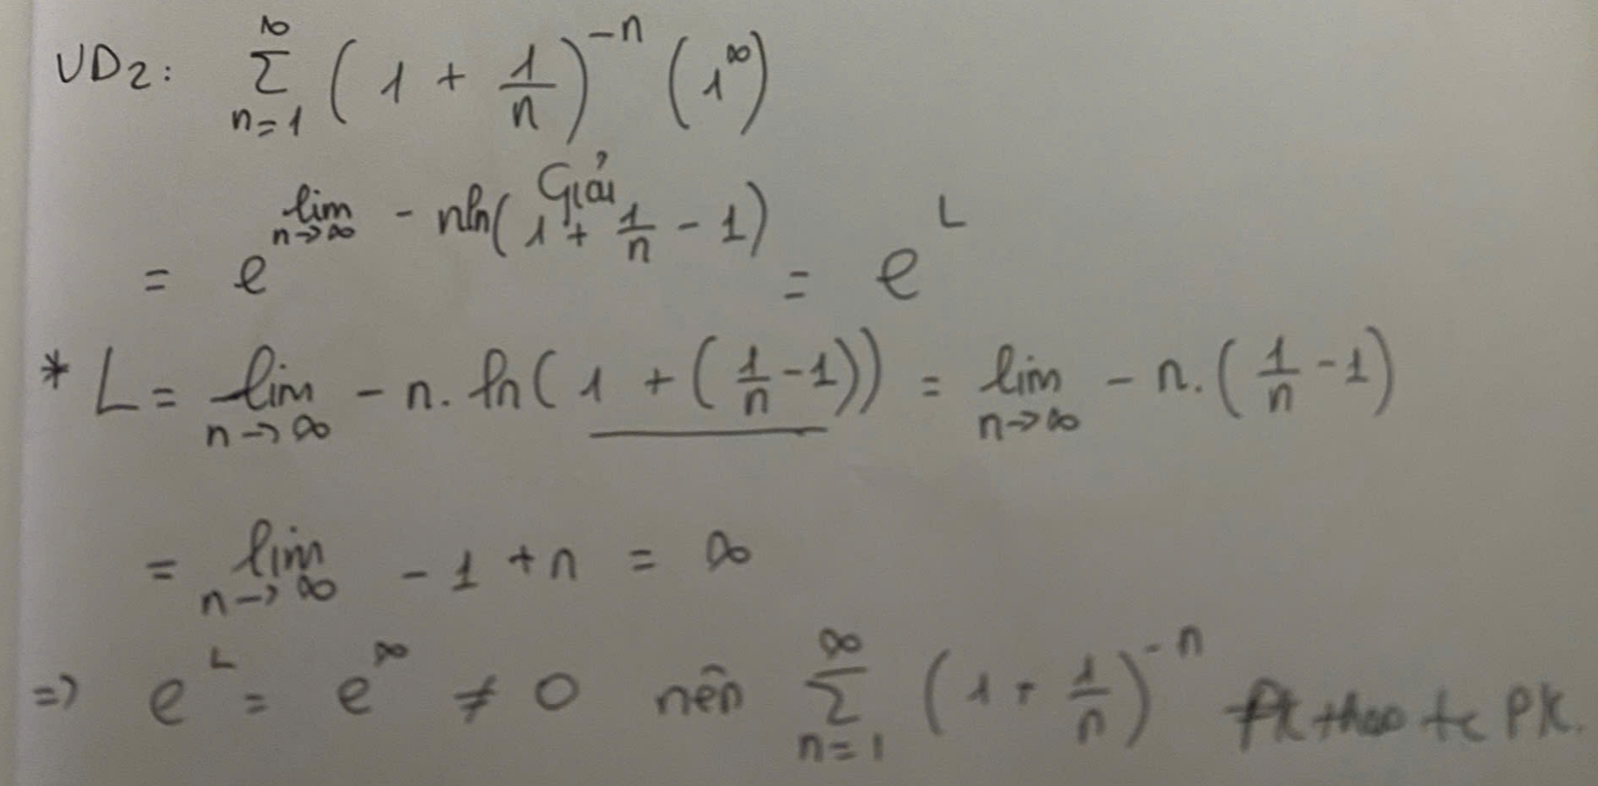 VD2: ∑_{n=1}^{∞} (1 + 1/n)^{-n} (1^∞)
Giải
= e^{lim_{n→∞} - nln(1 + 1/n - 1)} = e^L
* L = lim_{n→∞} - n. ln(1 + (1/n - 1)) = lim_{n→∞} - n. (1/n - 1)
= lim_{n→∞} - 1 + n = ∞
=> e^L = e^∞ ≠ 0 nên ∑_{n=1}^{∞} (1 + 1/n)^{-n} PK theo tc PK.